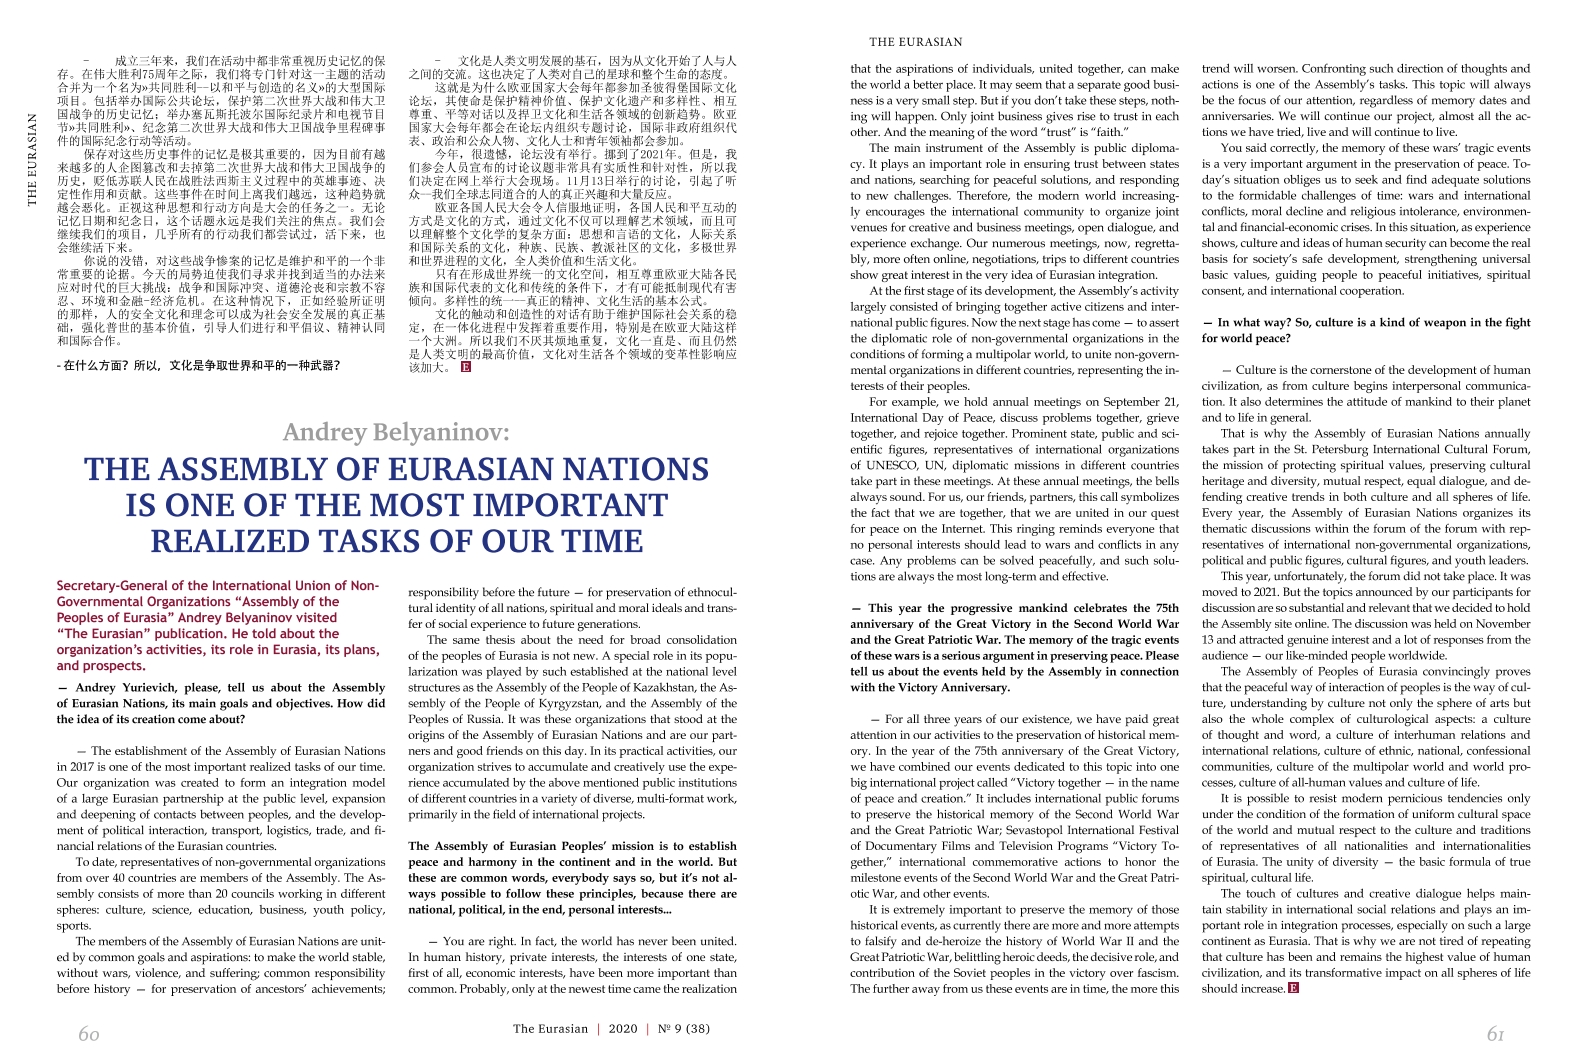 THE EURASIAN
－ 成立三年来，我们在活动中都非常重视历史记忆的保
存。在伟大胜利75周年之际，我们将专门针对这一主题的活动
合并为一个名为»共同胜利--以和平与创造的名义»的大型国际
项目。包括举办国际公共论坛，保护第二次世界大战和伟大卫
国战争的历史记忆；举办塞瓦斯托波尔国际纪录片和电视节目
节»共同胜利»、纪念第二次世界大战和伟大卫国战争里程碑事
件的国际纪念行动等活动。
保存对这些历史事件的记忆是极其重要的，因为目前有越
来越多的人企图篡改和去掉第二次世界大战和伟大卫国战争的
历史，贬低苏联人民在战胜法西斯主义过程中的英雄事迹、决
定性作用和贡献。这些事件在时间上离我们越远，这种趋势就
越会恶化。正视这种思想和行动方向是大会的任务之一。无论
记忆日期和纪念日，这个话题永远是我们关注的焦点。我们会
继续我们的项目，几乎所有的行动我们都尝试过，活下来，也
会继续活下来。
你说的没错，对这些战争惨案的记忆是维护和平的一个非
常重要的论据。今天的局势迫使我们寻求并找到适当的办法来
应对时代的巨大挑战：战争和国际冲突、道德沦丧和宗教不容
忍、环境和金融-经济危机。在这种情况下，正如经验所证明
的那样，人的安全文化和理念可以成为社会安全发展的真正基
础，强化普世的基本价值，引导人们进行和平倡议、精神认同
和国际合作。
- 在什么方面？所以，文化是争取世界和平的一种武器？
－ 文化是人类文明发展的基石，因为从文化开始了人与人
之间的交流。这也决定了人类对自己的星球和整个生命的态度。
这就是为什么欧亚国家大会每年都参加圣彼得堡国际文化
论坛，其使命是保护精神价值、保护文化遗产和多样性、相互
尊重、平等对话以及捍卫文化和生活各领域的创新趋势。欧亚
国家大会每年都会在论坛内组织专题讨论，国际非政府组织代
表、政治和公众人物、文化人士和青年领袖都会参加。
今年，很遗憾，论坛没有举行。挪到了2021年。但是，我
们参会人员宣布的讨论议题非常具有实质性和针对性，所以我
们决定在网上举行大会现场。11月13日举行的讨论，引起了听
众—我们全球志同道合的人的真正兴趣和大量反应。
欧亚各国人民大会令人信服地证明，各国人民和平互动的
方式是文化的方式，通过文化不仅可以理解艺术领域，而且可
以理解整个文化学的复杂方面：思想和言语的文化，人际关系
和国际关系的文化，种族、民族、教派社区的文化，多极世界
和世界进程的文化，全人类价值和生活文化。
只有在形成世界统一的文化空间，相互尊重欧亚大陆各民
族和国际代表的文化和传统的条件下，才有可能抵制现代有害
倾向。多样性的统一—真正的精神、文化生活的基本公式。
文化的触动和创造性的对话有助于维护国际社会关系的稳
定，在一体化进程中发挥着重要作用，特别是在欧亚大陆这样
一个大洲。所以我们不厌其烦地重复，文化一直是、而且仍然
是人类文明的最高价值，文化对生活各个领域的变革性影响应
该加大。 E
Andrey Belyaninov:
THE ASSEMBLY OF EURASIAN NATIONS
IS ONE OF THE MOST IMPORTANT
REALIZED TASKS OF OUR TIME
Secretary-General of the International Union of Non-
Governmental Organizations “Assembly of the
Peoples of Eurasia” Andrey Belyaninov visited
“The Eurasian” publication. He told about the
organization’s activities, its role in Eurasia, its plans,
and prospects.
— Andrey Yurievich, please, tell us about the Assembly
of Eurasian Nations, its main goals and objectives. How did
the idea of its creation come about?
— The establishment of the Assembly of Eurasian Nations
in 2017 is one of the most important realized tasks of our time.
Our organization was created to form an integration model
of a large Eurasian partnership at the public level, expansion
and deepening of contacts between peoples, and the develop-
ment of political interaction, transport, logistics, trade, and fi-
nancial relations of the Eurasian countries.
To date, representatives of non-governmental organizations
from over 40 countries are members of the Assembly. The As-
sembly consists of more than 20 councils working in different
spheres: culture, science, education, business, youth policy,
sports.
The members of the Assembly of Eurasian Nations are unit-
ed by common goals and aspirations: to make the world stable,
without wars, violence, and suffering; common responsibility
before history — for preservation of ancestors’ achievements;
responsibility before the future — for preservation of ethnocul-
tural identity of all nations, spiritual and moral ideals and trans-
fer of social experience to future generations.
The same thesis about the need for broad consolidation
of the peoples of Eurasia is not new. A special role in its popu-
larization was played by such established at the national level
structures as the Assembly of the People of Kazakhstan, the As-
sembly of the People of Kyrgyzstan, and the Assembly of the
Peoples of Russia. It was these organizations that stood at the
origins of the Assembly of Eurasian Nations and are our part-
ners and good friends on this day. In its practical activities, our
organization strives to accumulate and creatively use the expe-
rience accumulated by the above mentioned public institutions
of different countries in a variety of diverse, multi-format work,
primarily in the field of international projects.
The Assembly of Eurasian Peoples’ mission is to establish
peace and harmony in the continent and in the world. But
these are common words, everybody says so, but it’s not al-
ways possible to follow these principles, because there are
national, political, in the end, personal interests...
— You are right. In fact, the world has never been united.
In human history, private interests, the interests of one state,
first of all, economic interests, have been more important than
common. Probably, only at the newest time came the realization
60
The Eurasian | 2020 | № 9 (38)
THE EURASIAN
that the aspirations of individuals, united together, can make
the world a better place. It may seem that a separate good busi-
ness is a very small step. But if you don’t take these steps, noth-
ing will happen. Only joint business gives rise to trust in each
other. And the meaning of the word “trust” is “faith.”
The main instrument of the Assembly is public diploma-
cy. It plays an important role in ensuring trust between states
and nations, searching for peaceful solutions, and responding
to new challenges. Therefore, the modern world increasing-
ly encourages the international community to organize joint
venues for creative and business meetings, open dialogue, and
experience exchange. Our numerous meetings, now, regretta-
bly, more often online, negotiations, trips to different countries
show great interest in the very idea of Eurasian integration.
At the first stage of its development, the Assembly’s activity
largely consisted of bringing together active citizens and inter-
national public figures. Now the next stage has come — to assert
the diplomatic role of non-governmental organizations in the
conditions of forming a multipolar world, to unite non-govern-
mental organizations in different countries, representing the in-
terests of their peoples.
For example, we hold annual meetings on September 21,
International Day of Peace, discuss problems together, grieve
together, and rejoice together. Prominent state, public and sci-
entific figures, representatives of international organizations
of UNESCO, UN, diplomatic missions in different countries
take part in these meetings. At these annual meetings, the bells
always sound. For us, our friends, partners, this call symbolizes
the fact that we are together, that we are united in our quest
for peace on the Internet. This ringing reminds everyone that
no personal interests should lead to wars and conflicts in any
case. Any problems can be solved peacefully, and such solu-
tions are always the most long-term and effective.
— This year the progressive mankind celebrates the 75th
anniversary of the Great Victory in the Second World War
and the Great Patriotic War. The memory of the tragic events
of these wars is a serious argument in preserving peace. Please
tell us about the events held by the Assembly in connection
with the Victory Anniversary.
— For all three years of our existence, we have paid great
attention in our activities to the preservation of historical mem-
ory. In the year of the 75th anniversary of the Great Victory,
we have combined our events dedicated to this topic into one
big international project called “Victory together — in the name
of peace and creation.” It includes international public forums
to preserve the historical memory of the Second World War
and the Great Patriotic War; Sevastopol International Festival
of Documentary Films and Television Programs “Victory To-
gether,” international commemorative actions to honor the
milestone events of the Second World War and the Great Patri-
otic War, and other events.
It is extremely important to preserve the memory of those
historical events, as currently there are more and more attempts
to falsify and de-heroize the history of World War II and the
Great Patriotic War, belittling heroic deeds, the decisive role, and
contribution of the Soviet peoples in the victory over fascism.
The further away from us these events are in time, the more this
trend will worsen. Confronting such direction of thoughts and
actions is one of the Assembly’s tasks. This topic will always
be the focus of our attention, regardless of memory dates and
anniversaries. We will continue our project, almost all the ac-
tions we have tried, live and will continue to live.
You said correctly, the memory of these wars’ tragic events
is a very important argument in the preservation of peace. To-
day’s situation obliges us to seek and find adequate solutions
to the formidable challenges of time: wars and international
conflicts, moral decline and religious intolerance, environmen-
tal and financial-economic crises. In this situation, as experience
shows, culture and ideas of human security can become the real
basis for society’s safe development, strengthening universal
basic values, guiding people to peaceful initiatives, spiritual
consent, and international cooperation.
— In what way? So, culture is a kind of weapon in the fight
for world peace?
— Culture is the cornerstone of the development of human
civilization, as from culture begins interpersonal communica-
tion. It also determines the attitude of mankind to their planet
and to life in general.
That is why the Assembly of Eurasian Nations annually
takes part in the St. Petersburg International Cultural Forum,
the mission of protecting spiritual values, preserving cultural
heritage and diversity, mutual respect, equal dialogue, and de-
fending creative trends in both culture and all spheres of life.
Every year, the Assembly of Eurasian Nations organizes its
thematic discussions within the forum of the forum with rep-
resentatives of international non-governmental organizations,
political and public figures, cultural figures, and youth leaders.
This year, unfortunately, the forum did not take place. It was
moved to 2021. But the topics announced by our participants for
discussion are so substantial and relevant that we decided to hold
the Assembly site online. The discussion was held on November
13 and attracted genuine interest and a lot of responses from the
audience — our like-minded people worldwide.
The Assembly of Peoples of Eurasia convincingly proves
that the peaceful way of interaction of peoples is the way of cul-
ture, understanding by culture not only the sphere of arts but
also the whole complex of culturological aspects: a culture
of thought and word, a culture of interhuman relations and
international relations, culture of ethnic, national, confessional
communities, culture of the multipolar world and world pro-
cesses, culture of all-human values and culture of life.
It is possible to resist modern pernicious tendencies only
under the condition of the formation of uniform cultural space
of the world and mutual respect to the culture and traditions
of representatives of all nationalities and internationalities
of Eurasia. The unity of diversity — the basic formula of true
spiritual, cultural life.
The touch of cultures and creative dialogue helps main-
tain stability in international social relations and plays an im-
portant role in integration processes, especially on such a large
continent as Eurasia. That is why we are not tired of repeating
that culture has been and remains the highest value of human
civilization, and its transformative impact on all spheres of life
should increase. E
61